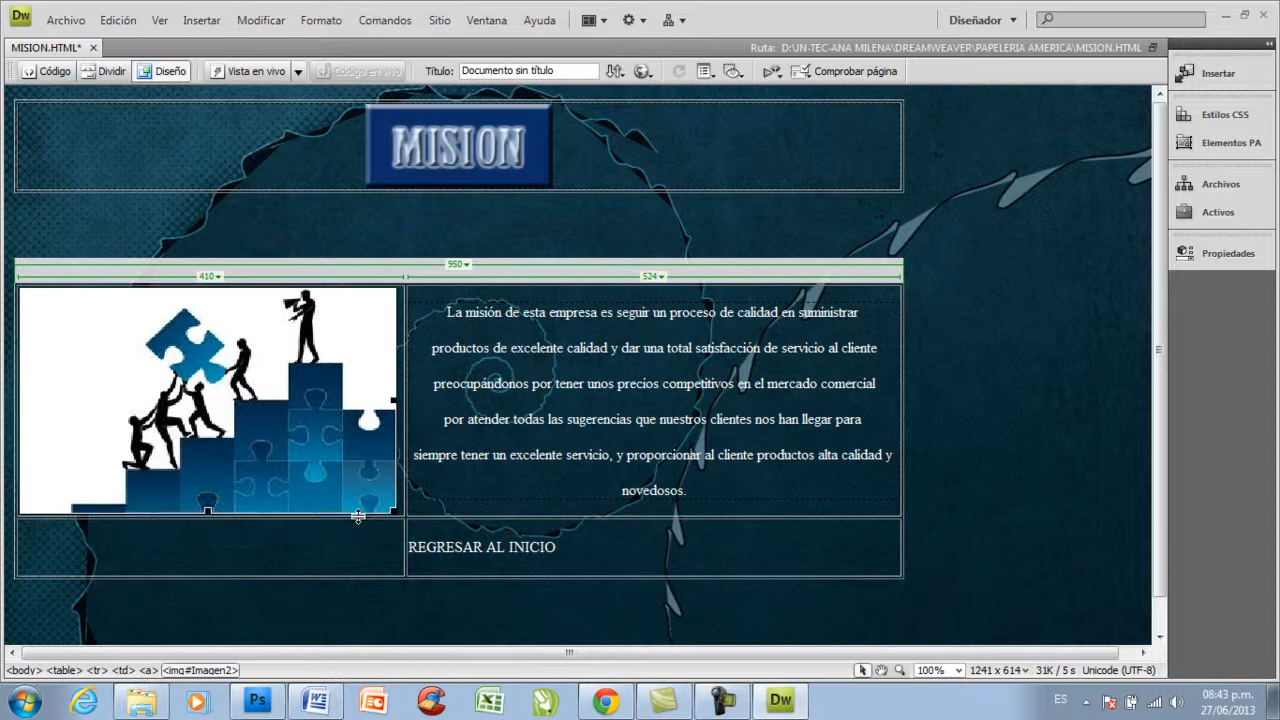 Dw Archivo Edición Ver Insertar Modificar Formato Comandos Sitio Ventana Ayuda Diseñador
MISION.HTML* Ruta: D:\UN-TEC-ANA MILENA\DREAMWEAVER\PAPELERIA AMERICA\MISION.HTML
Código Dividir Diseño Vista en vivo Código en vivo Título: Documento sin título Comprobar página
Insertar
Estilos CSS
Elementos PA
Archivos
Activos
Propiedades
MISION
950
410 524
La misión de esta empresa es seguir un proceso de calidad en suministrar
productos de excelente calidad y dar una total satisfacción de servicio al cliente
preocupándonos por tener unos precios competitivos en el mercado comercial
por atender todas las sugerencias que nuestros clientes nos han llegar para
siempre tener un excelente servicio, y proporcionar al cliente productos alta calidad y
novedosos.
REGRESAR AL INICIO
<body> <table> <tr> <td> <a> <img#Imagen2> 100% 1241 x 614 31K / 5 s Unicode (UTF-8)
Ps Dw ES 08:43 p.m.
27/06/2013